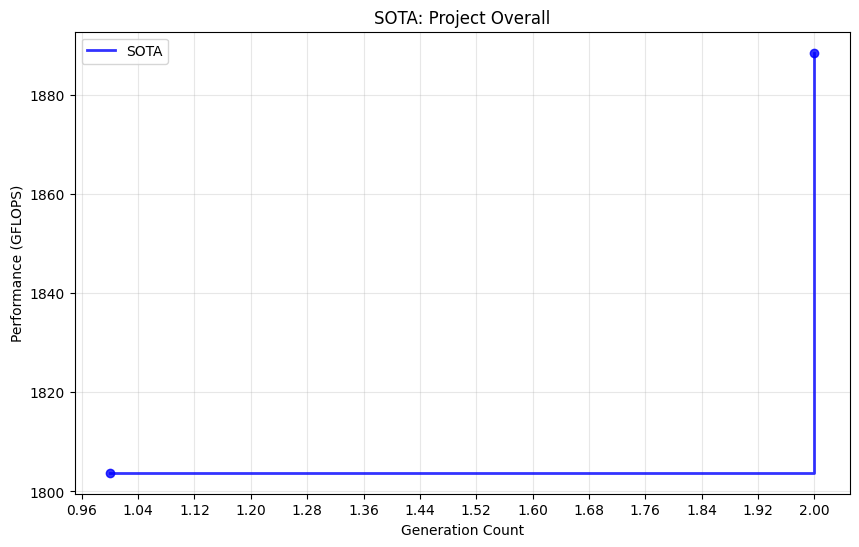 SOTA: Project Overall
SOTA
Performance (GFLOPS)
1880
1860
1840
1820
1800
0.96 1.04 1.12 1.20 1.28 1.36 1.44 1.52 1.60 1.68 1.76 1.84 1.92 2.00
Generation Count